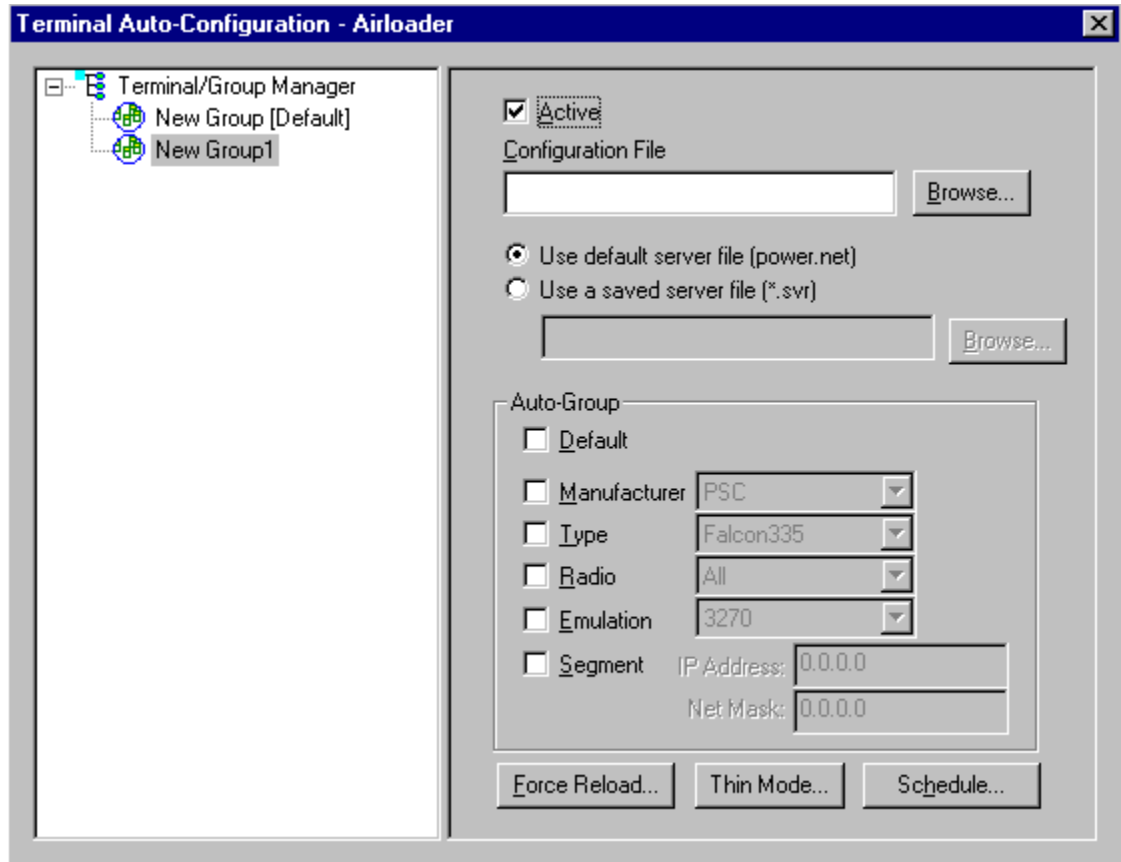 Terminal Auto-Configuration - Airloader
Terminal/Group Manager
New Group [Default]
New Group1
Active
Configuration File
Browse...
Use default server file (power.net)
Use a saved server file (*.svr)
Browse...
Auto-Group
Default
Manufacturer PSC
Type Falcon335
Radio All
Emulation 3270
Segment IP Address: 0.0.0.0
Net Mask: 0.0.0.0
Force Reload... Thin Mode... Schedule...